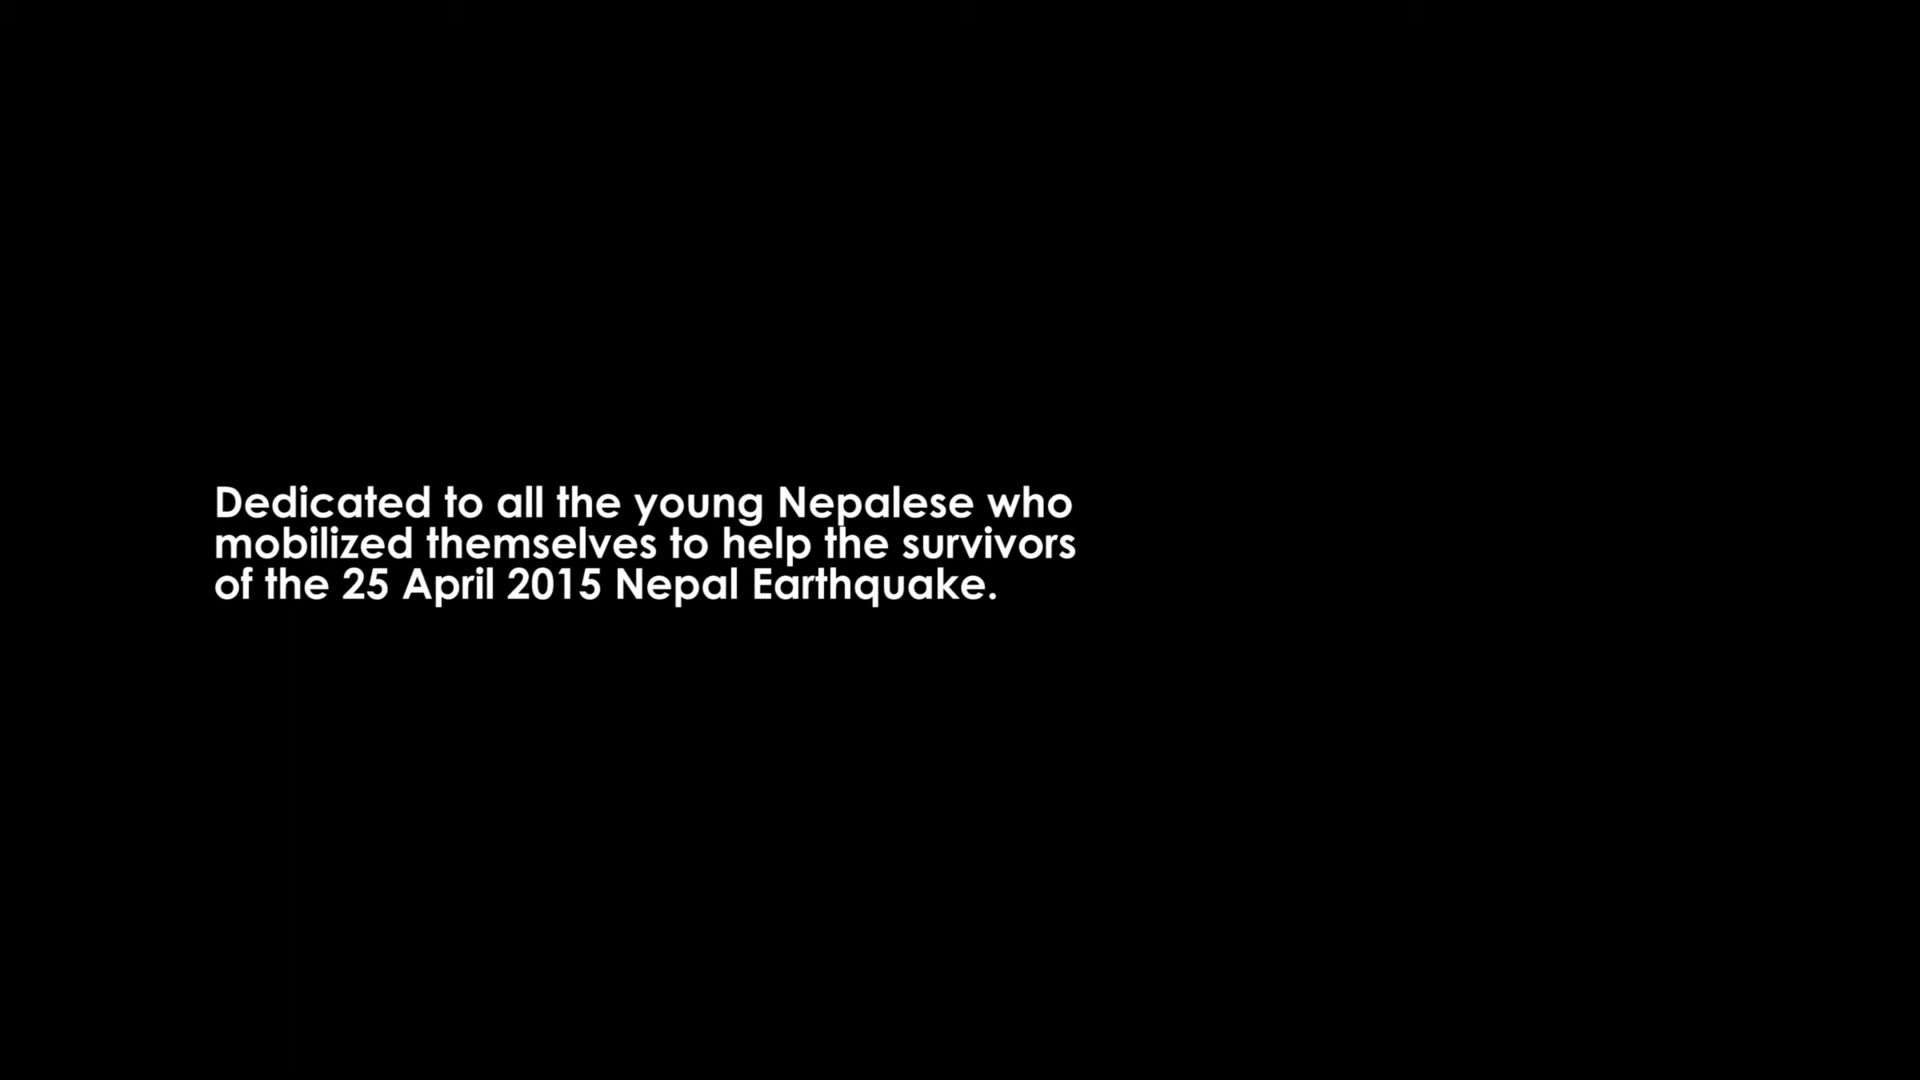 Dedicated to all the young Nepalese who
mobilized themselves to help the survivors
of the 25 April 2015 Nepal Earthquake.